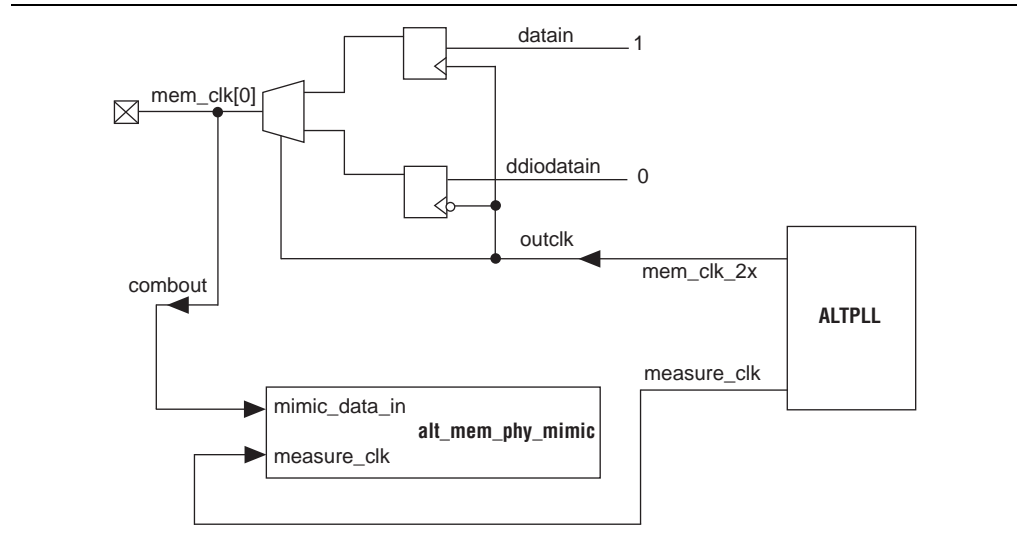 datain
1
mem_clk[0]
ddiodatain
0
outclk
mem_clk_2x
combout
ALTPLL
measure_clk
mimic_data_in
alt_mem_phy_mimic
measure_clk